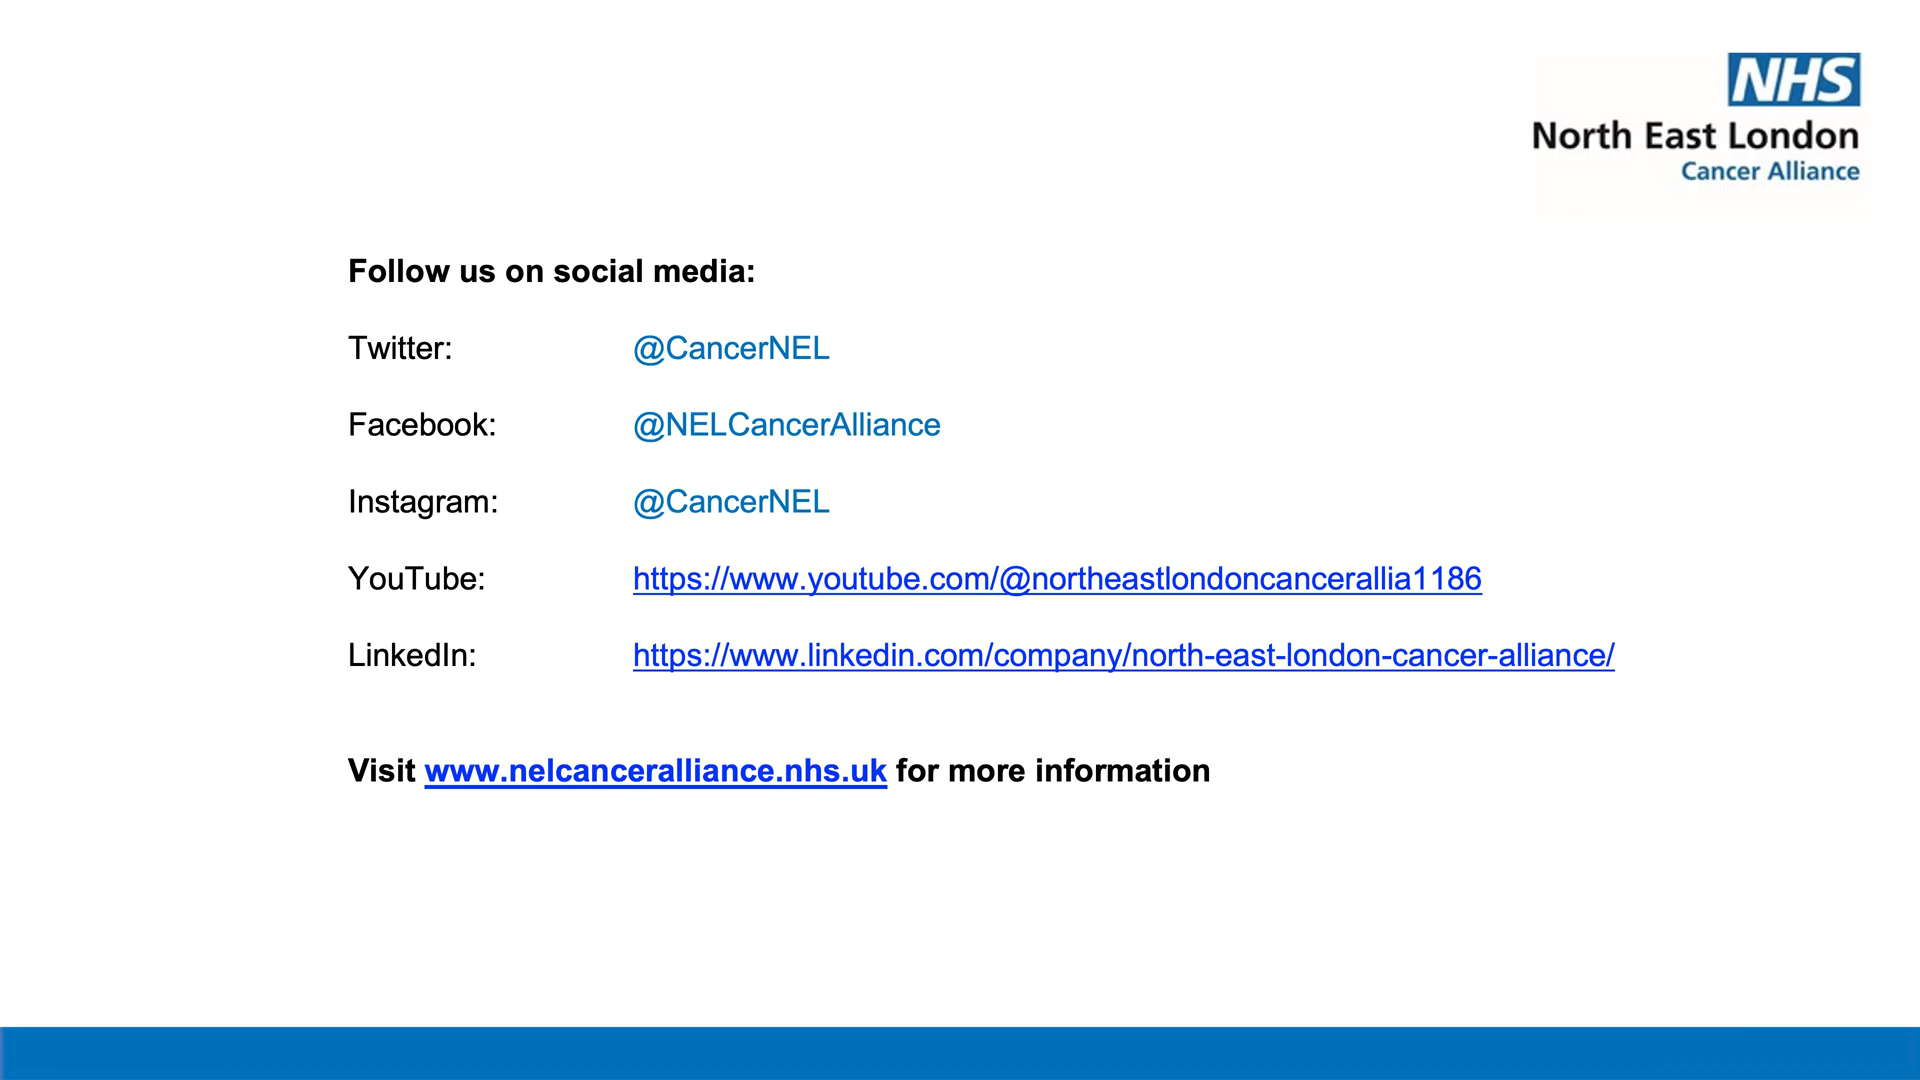 NHS
North East London
Cancer Alliance
Follow us on social media:
Twitter: @CancerNEL
Facebook: @NELCancerAlliance
Instagram: @CancerNEL
YouTube: https://www.youtube.com/@northeastlondoncancerallia1186
LinkedIn: https://www.linkedin.com/company/north-east-london-cancer-alliance/
Visit www.nelcanceralliance.nhs.uk for more information